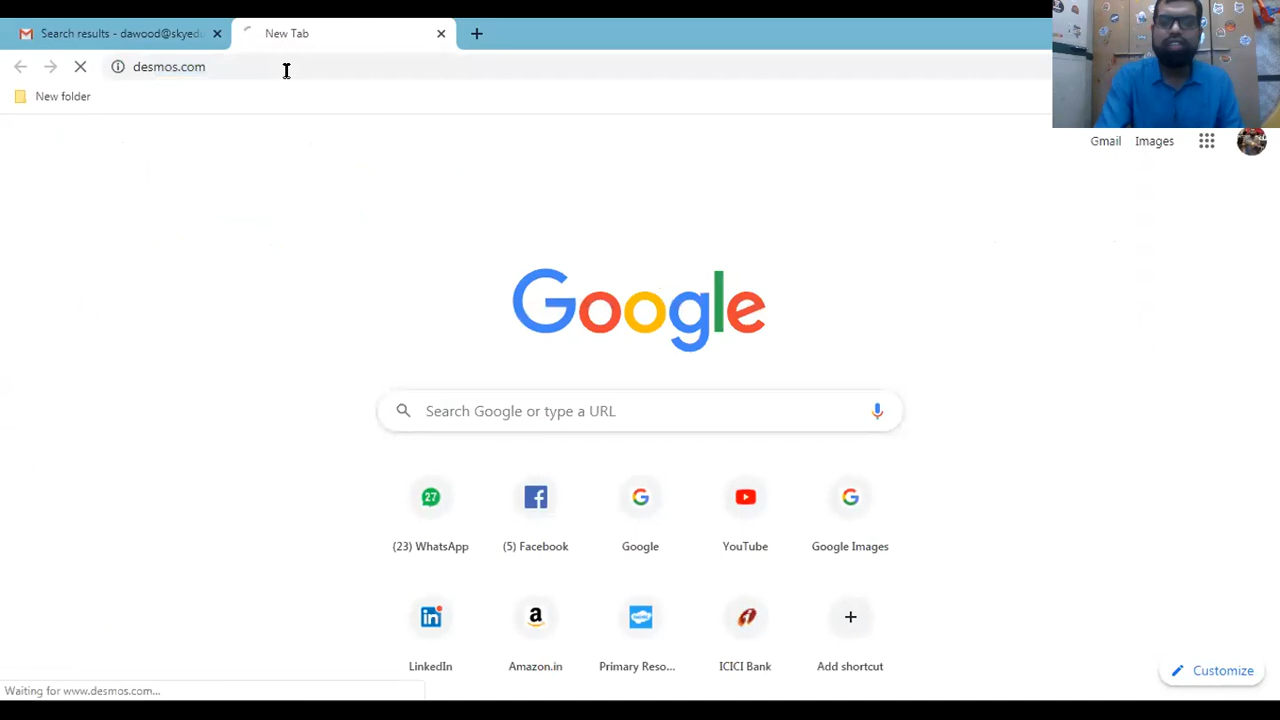 Search results - dawood@skyedu
New Tab
desmos.com
New folder
Gmail
Images
Google
Search Google or type a URL
27
(23) WhatsApp
(5) Facebook
Google
YouTube
Google Images
LinkedIn
Amazon.in
Primary Reso...
ICICI Bank
Add shortcut
Customize
Waiting for www.desmos.com...